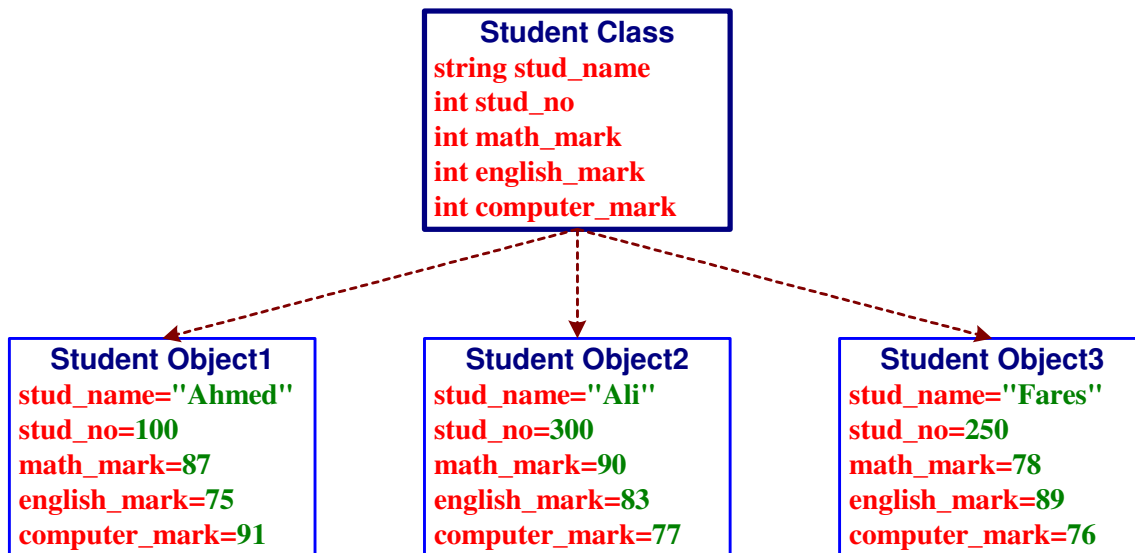 Student Class
string stud_name
int stud_no
int math_mark
int english_mark
int computer_mark
Student Object1
stud_name="Ahmed"
stud_no=100
math_mark=87
english_mark=75
computer_mark=91
Student Object2
stud_name="Ali"
stud_no=300
math_mark=90
english_mark=83
computer_mark=77
Student Object3
stud_name="Fares"
stud_no=250
math_mark=78
english_mark=89
computer_mark=76